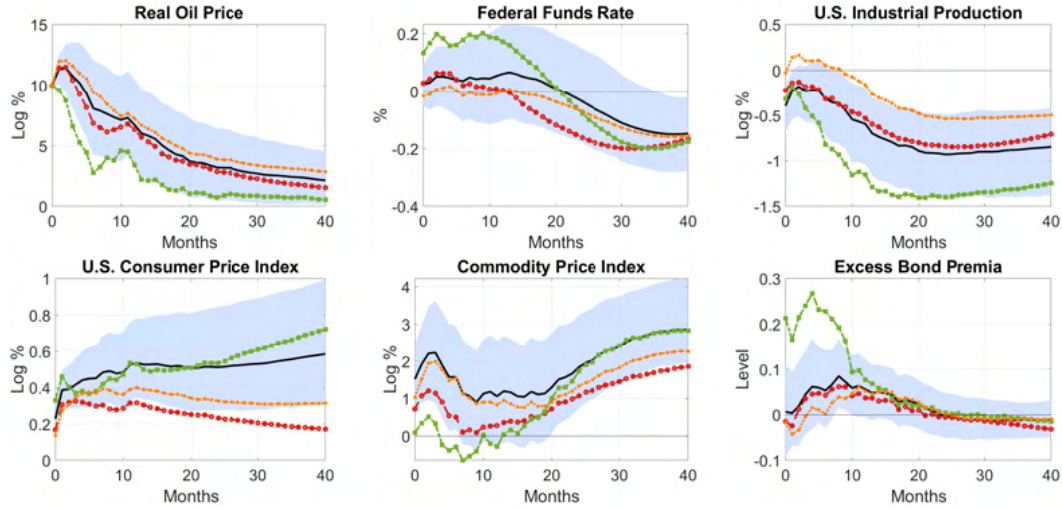 Real Oil Price
Federal Funds Rate
U.S. Industrial Production
15
10
5
0
Log %
0 10 20 30 40
Months
0.2
0
-0.2
-0.4
%
0 10 20 30 40
Months
0.5
0
-0.5
-1
-1.5
Log %
0 10 20 30 40
Months
U.S. Consumer Price Index
Commodity Price Index
Excess Bond Premia
1
0.8
0.6
0.4
0.2
0
Log %
0 10 20 30 40
Months
4
3
2
1
0
Log %
0 10 20 30 40
Months
0.3
0.2
0.1
0
-0.1
Level
0 10 20 30 40
Months